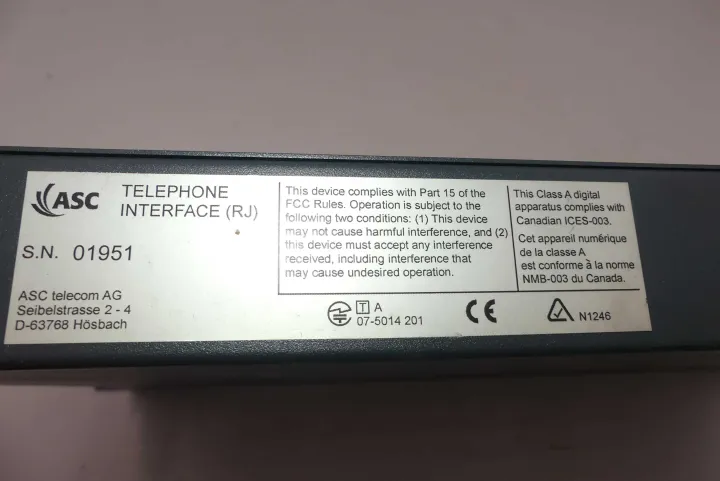 ASC
TELEPHONE
INTERFACE (RJ)
S.N. 01951
ASC telecom AG
Seibelstrasse 2 - 4
D-63768 Hösbach
This device complies with Part 15 of the
FCC Rules. Operation is subject to the
following two conditions: (1) This device
may not cause harmful interference, and (2)
this device must accept any interference
received, including interference that
may cause undesired operation.
This Class A digital
apparatus complies with
Canadian ICES-003.
Cet appareil numérique
de la classe A
est conforme à la norme
NMB-003 du Canada.
T A
07-5014 201
CE
N1246